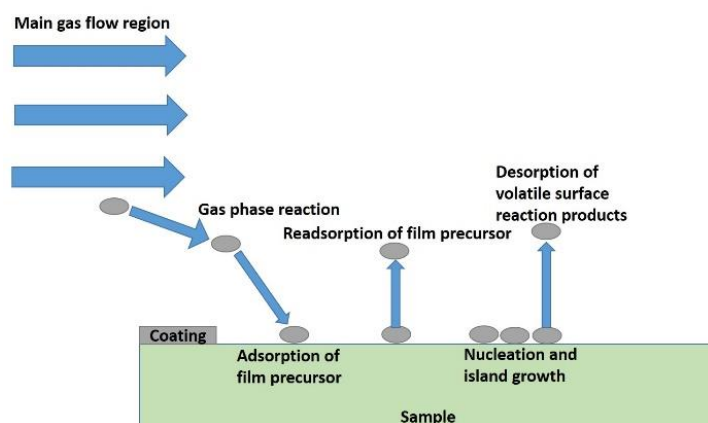 Main gas flow region
Gas phase reaction
Readsorption of film precursor
Desorption of
volatile surface
reaction products
Coating
Adsorption of
film precursor
Nucleation and
island growth
Sample